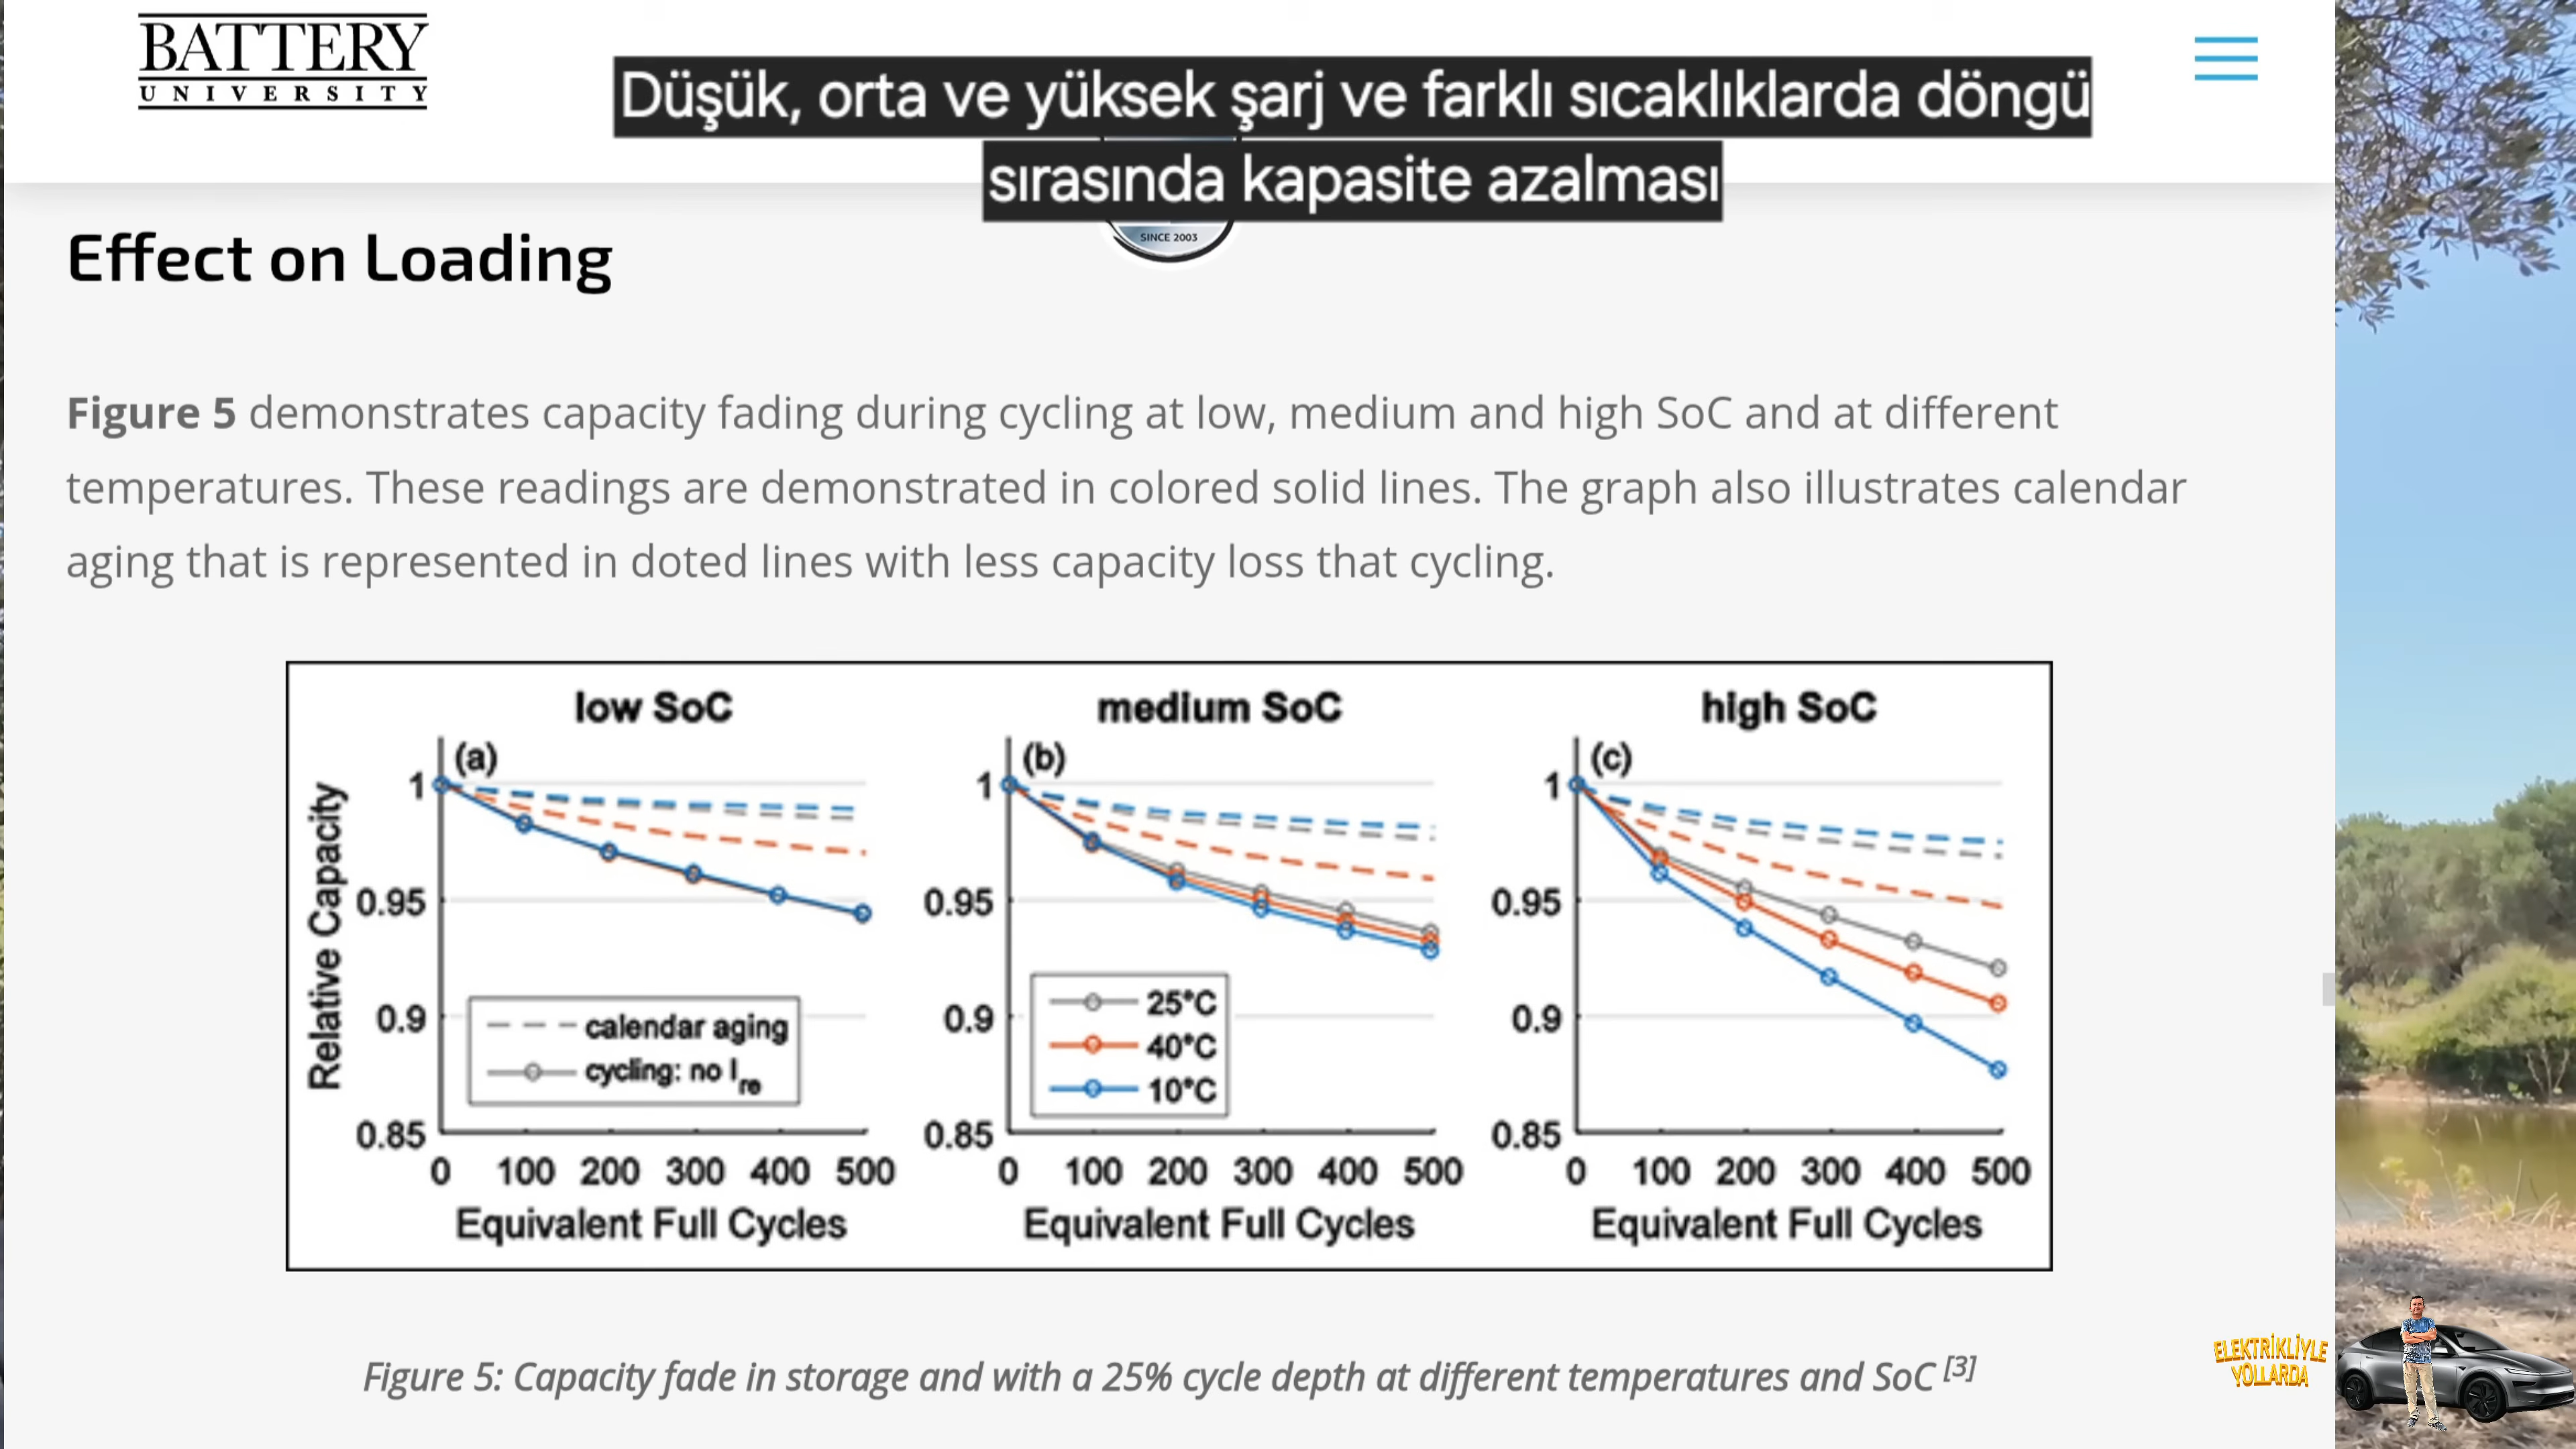 BATTERY
UNIVERSITY
Düşük, orta ve yüksek şarj ve farklı sıcaklıklarda döngü
sırasında kapasite azalması
SINCE 2003
Effect on Loading
Figure 5 demonstrates capacity fading during cycling at low, medium and high SoC and at different
temperatures. These readings are demonstrated in colored solid lines. The graph also illustrates calendar
aging that is represented in doted lines with less capacity loss that cycling.
low SoC
(a)
Relative Capacity
1
0.95
0.9
0.85
calendar aging
cycling: no Ire
0 100 200 300 400 500
Equivalent Full Cycles
medium SoC
(b)
1
0.95
0.9
0.85
25°C
40°C
10°C
0 100 200 300 400 500
Equivalent Full Cycles
high SoC
(c)
1
0.95
0.9
0.85
0 100 200 300 400 500
Equivalent Full Cycles
Figure 5: Capacity fade in storage and with a 25% cycle depth at different temperatures and SoC [3]
ELEKTRİKLİYLE
YOLLARDA